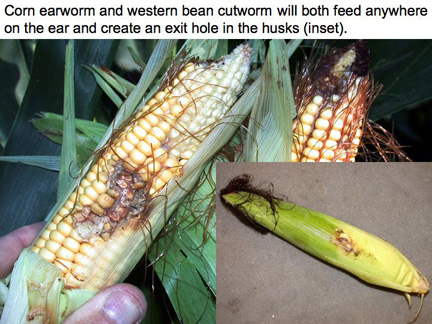 Corn earworm and western bean cutworm will both feed anywhere
on the ear and create an exit hole in the husks (inset).